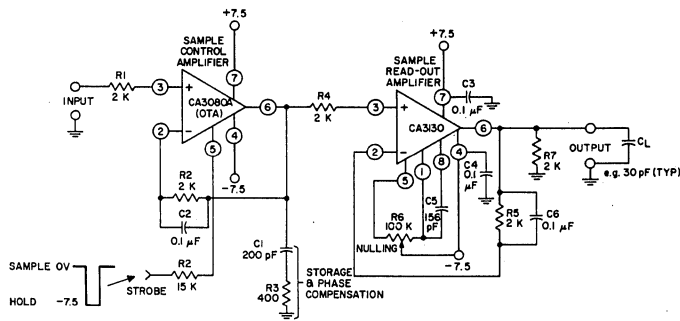 +7.5
SAMPLE
CONTROL
AMPLIFIER
7
R1
2 K
3
+
INPUT
CA3080A
(OTA)
6
2
−
5
4
−7.5
R2
2 K
C2
0.1 µF
SAMPLE OV
HOLD −7.5
STROBE
R2
15 K
C1
200 pF
R3
400
STORAGE
& PHASE
COMPENSATION
R4
2 K
+7.5
SAMPLE
READ-OUT
AMPLIFIER
7
C3
0.1 µF
3
+
CA3130
6
2
−
5
1
8
4
C4
0.1
µF
C5
156
pF
R6
100 K
NULLING
−7.5
R5
2 K
C6
0.1 µF
R7
2 K
OUTPUT
CL
e.g. 30 pF (TYP)